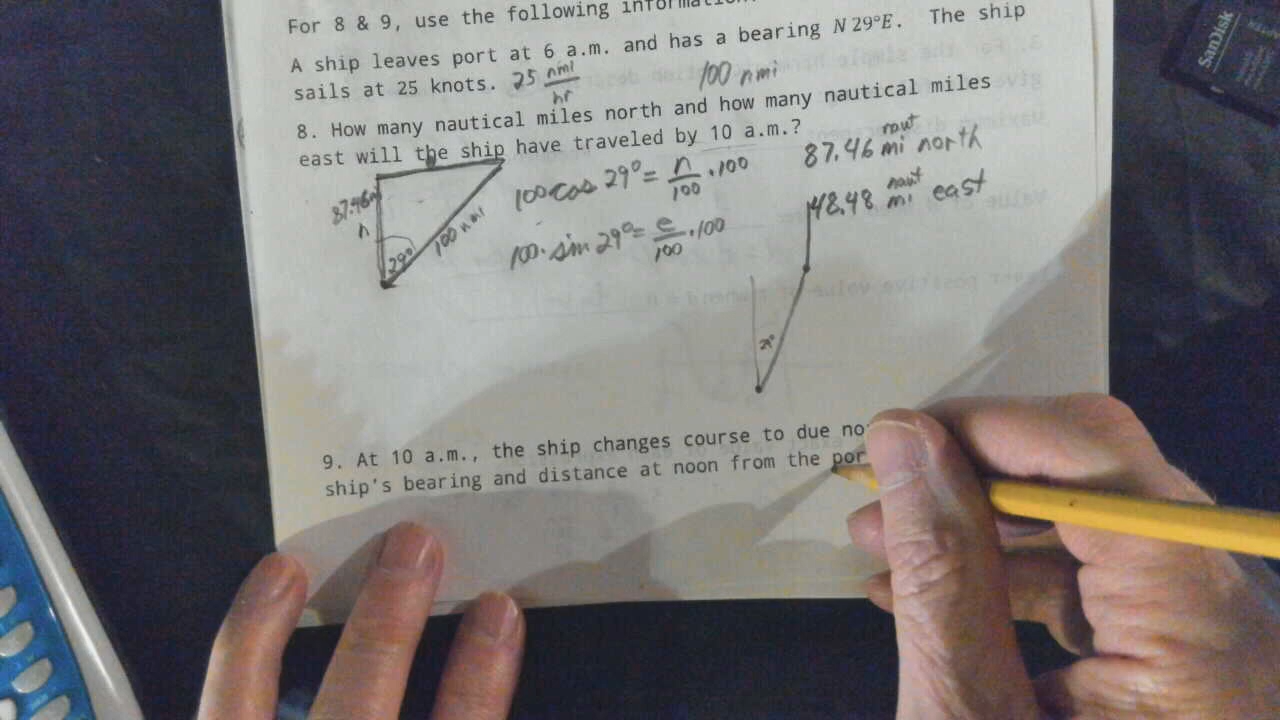 For 8 & 9, use the following information.
A ship leaves port at 6 a.m. and has a bearing N 29°E. The ship
sails at 25 knots. 25 nmi/hr 100 nmi
8. How many nautical miles north and how many nautical miles
east will the ship have traveled by 10 a.m.?
87.46 n 29° 100 nmi
100·cos 29° = n/100 ·100
100·sin 29° = e/100 ·100
87.46 naut mi north
48.48 naut mi east
29°
9. At 10 a.m., the ship changes course to due
ship's bearing and distance at noon from the
SanDisk